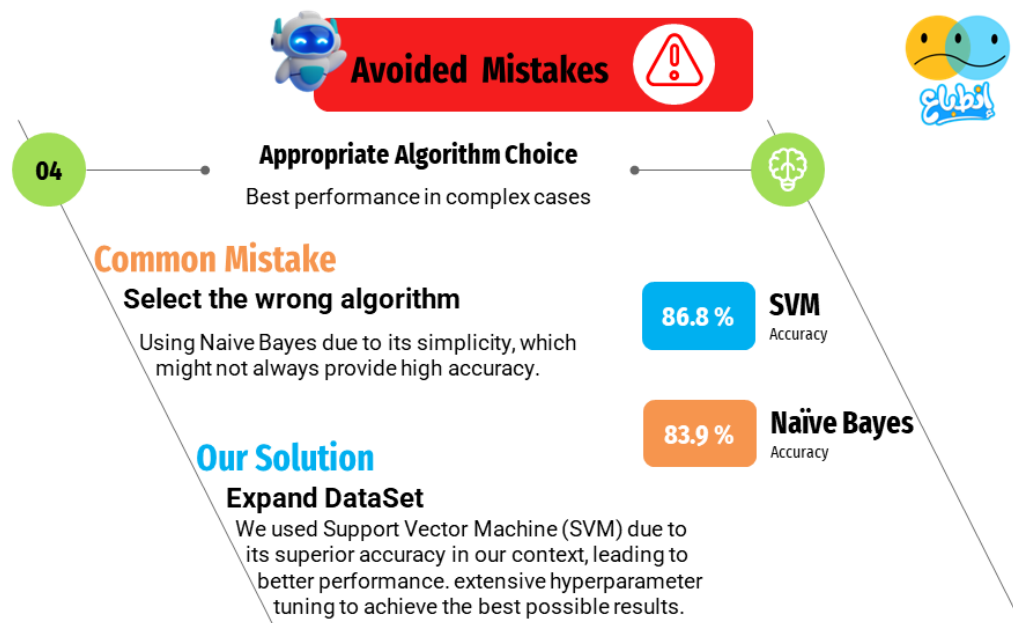 Avoided Mistakes
إنطباع
04
Appropriate Algorithm Choice
Best performance in complex cases
Common Mistake
Select the wrong algorithm
Using Naive Bayes due to its simplicity, which
might not always provide high accuracy.
86.8 %
SVM
Accuracy
83.9 %
Naïve Bayes
Accuracy
Our Solution
Expand DataSet
We used Support Vector Machine (SVM) due to
its superior accuracy in our context, leading to
better performance. extensive hyperparameter
tuning to achieve the best possible results.